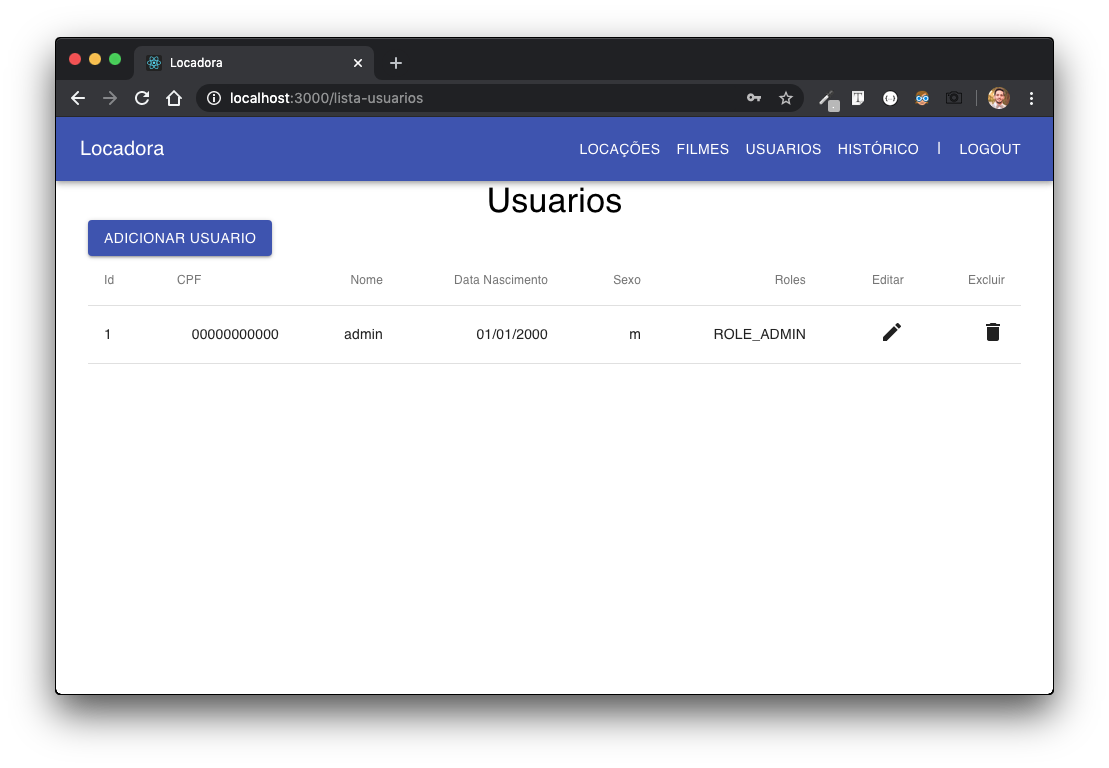 Locadora
localhost:3000/lista-usuarios
Locadora LOCAÇÕES FILMES USUARIOS HISTÓRICO | LOGOUT
Usuarios
ADICIONAR USUARIO
Id CPF Nome Data Nascimento Sexo Roles Editar Excluir
1 00000000000 admin 01/01/2000 m ROLE_ADMIN